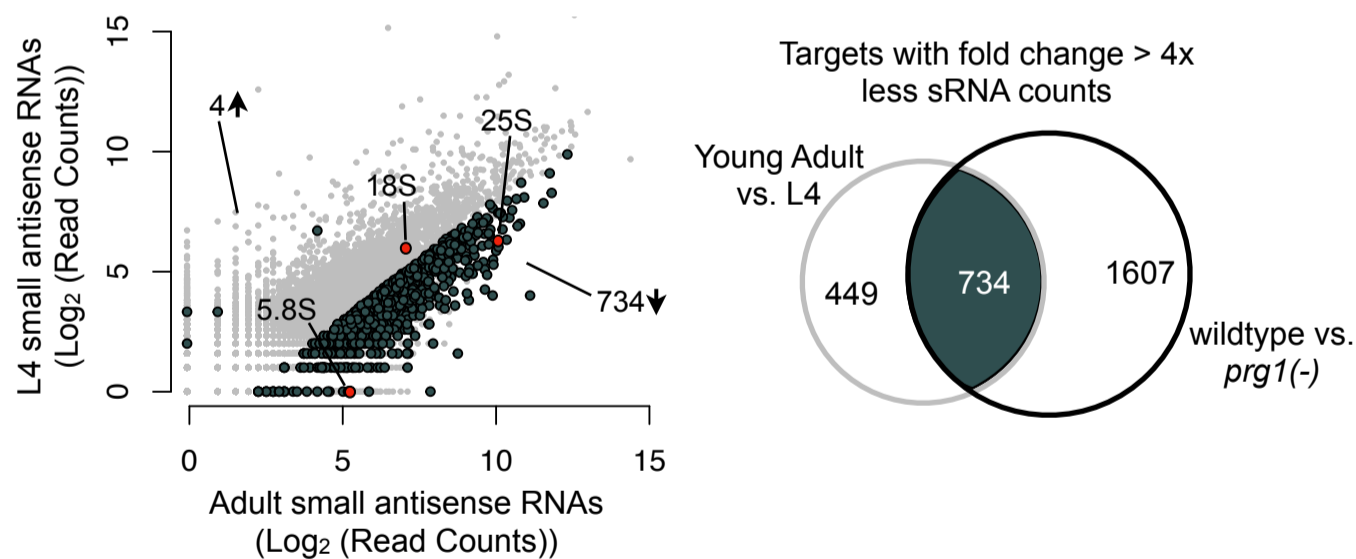 L4 small antisense RNAs
(Log₂ (Read Counts))
15
10
5
0
4
18S
25S
5.8S
734
0
5
10
15
Adult small antisense RNAs
(Log₂ (Read Counts))
Targets with fold change > 4x
less sRNA counts
Young Adult
vs. L4
449
734
1607
wildtype vs.
prg1(-)